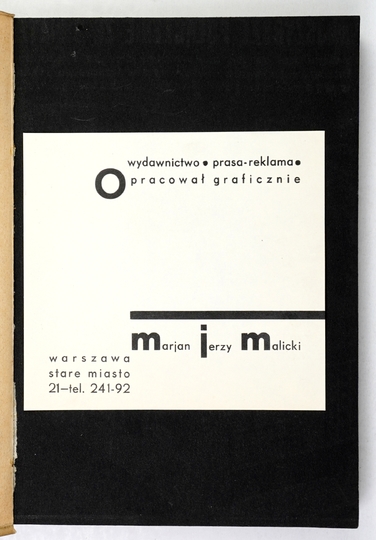 wydawnictwo • prasa-reklama •
opracował graficznie
marjan jerzy malicki
warszawa
stare miasto
21—tel. 241-92